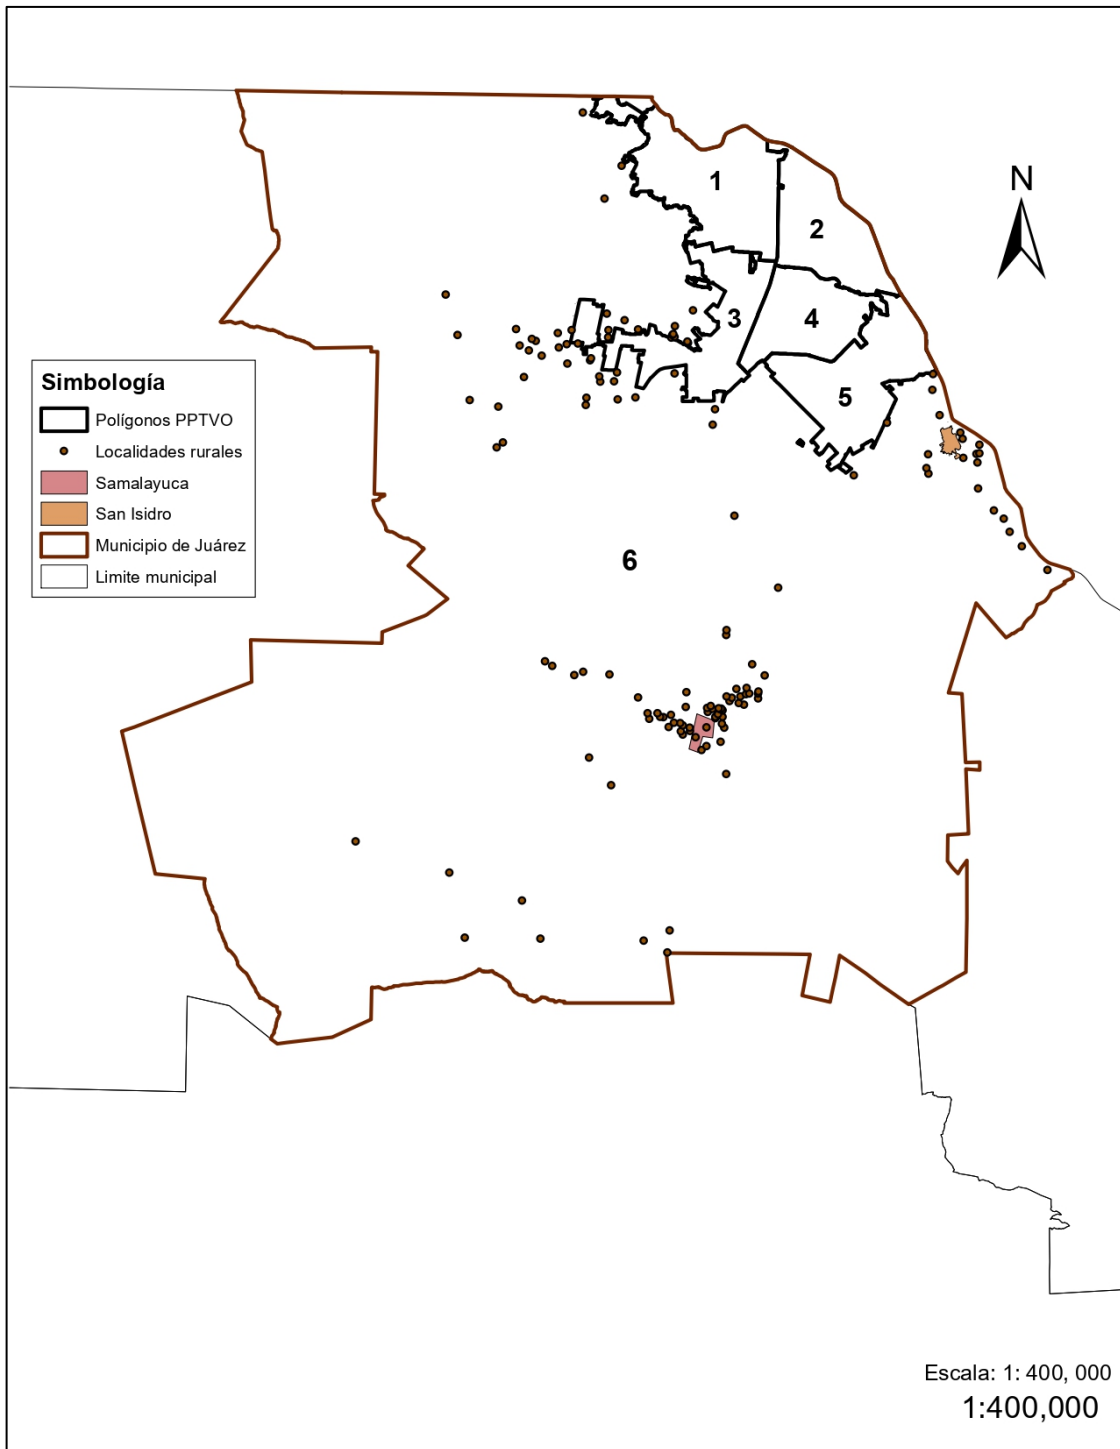 N
1
2
3
4
5
6
Simbología
Polígonos PPTVO
Localidades rurales
Samalayuca
San Isidro
Municipio de Juárez
Limite municipal
Escala: 1: 400, 000
1:400,000